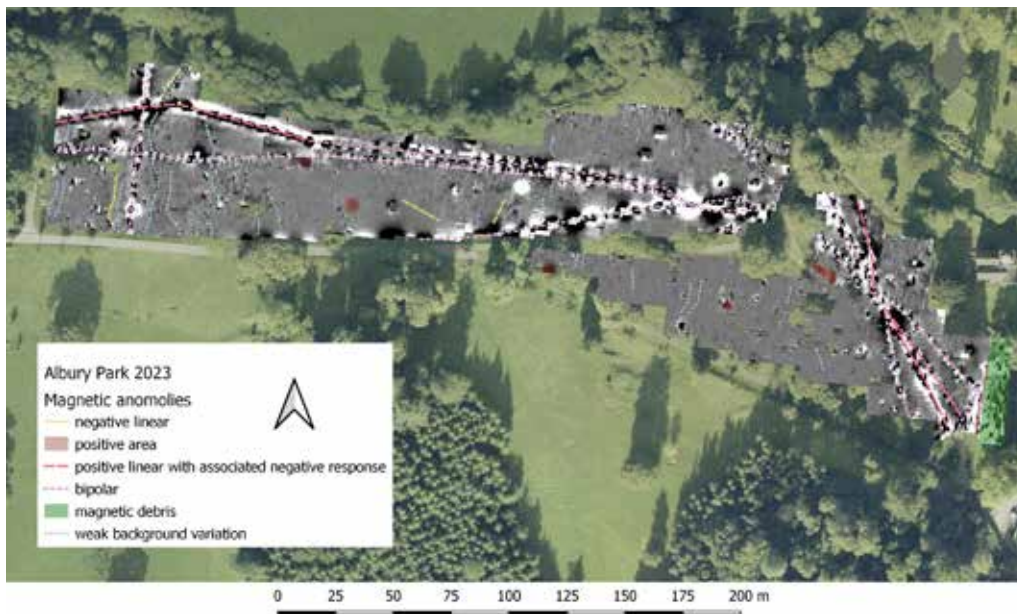 Albury Park 2023
Magnetic anomolies
negative linear
positive area
positive linear with associated negative response
bipolar
magnetic debris
weak background variation
0 25 50 75 100 125 150 175 200 m